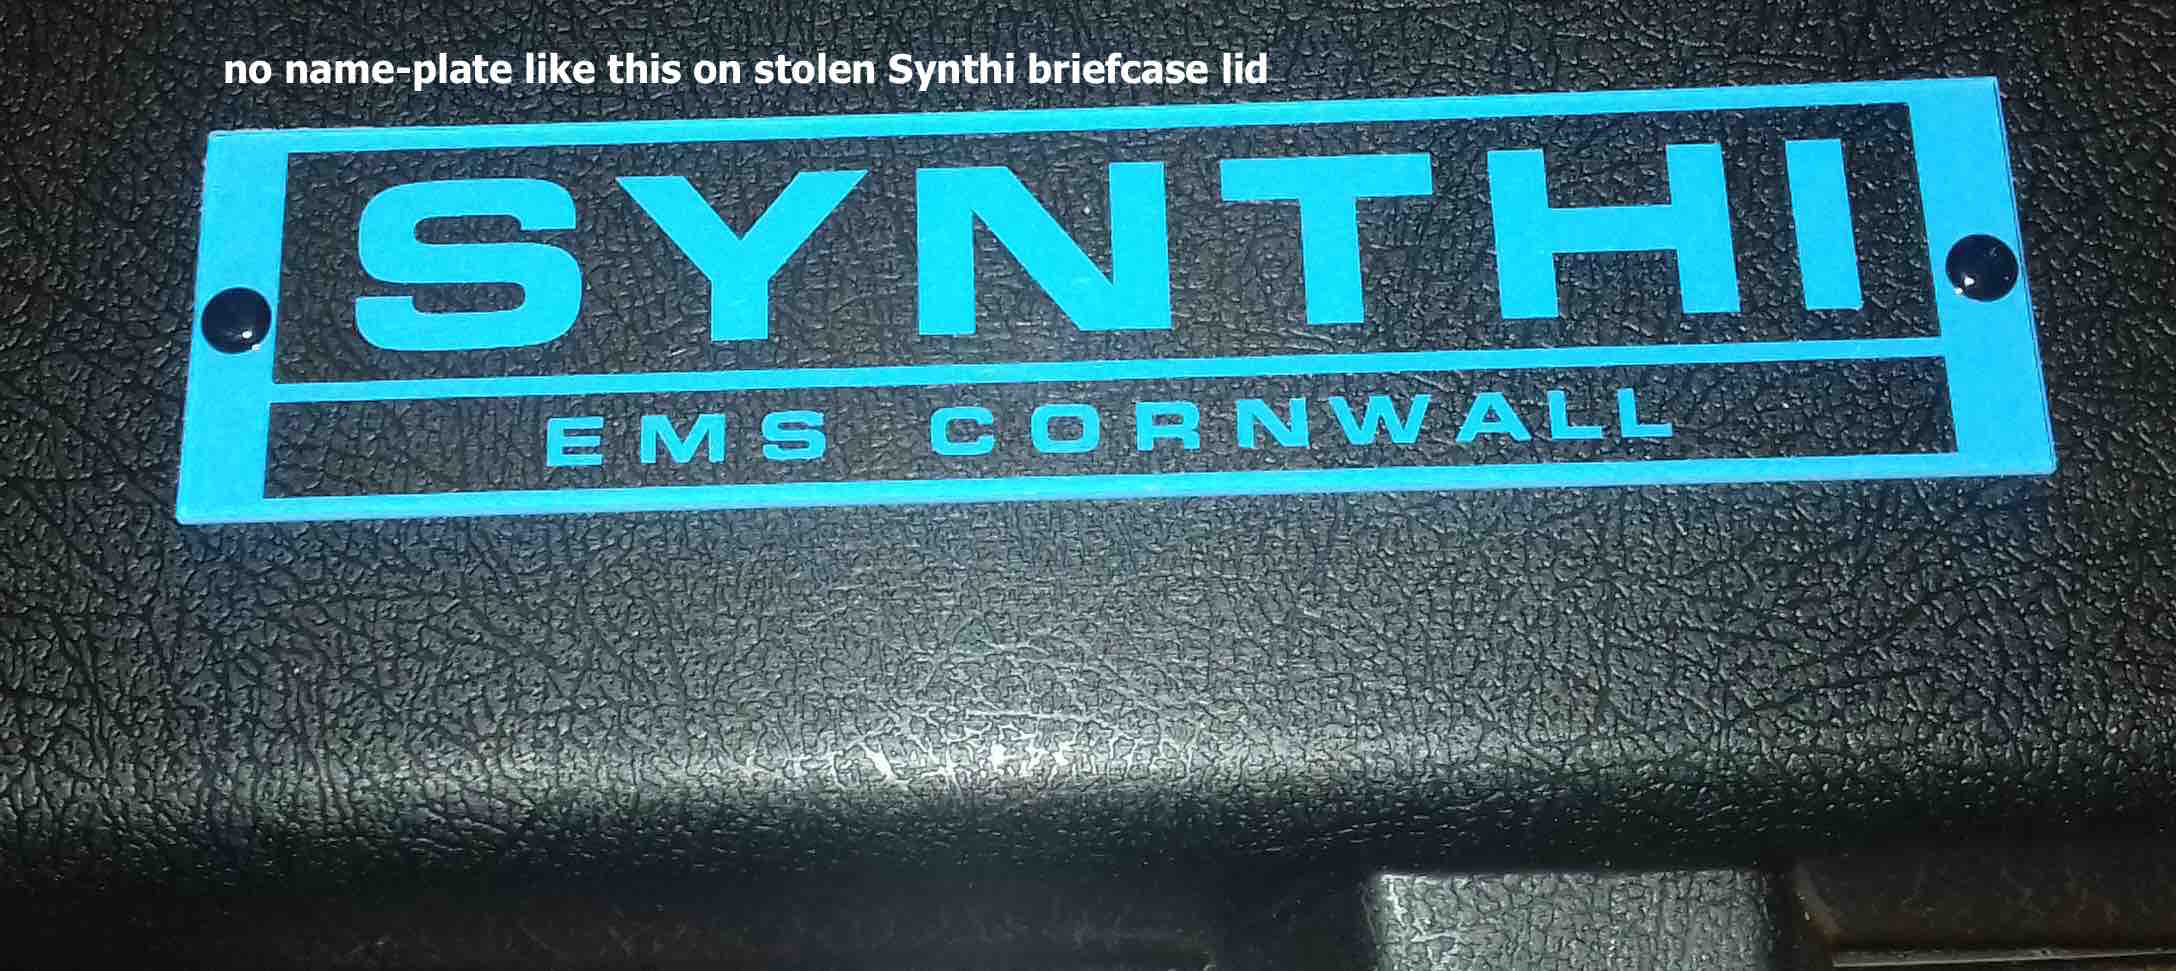 no name-plate like this on stolen Synthi briefcase lid
SYNTHI
EMS CORNWALL